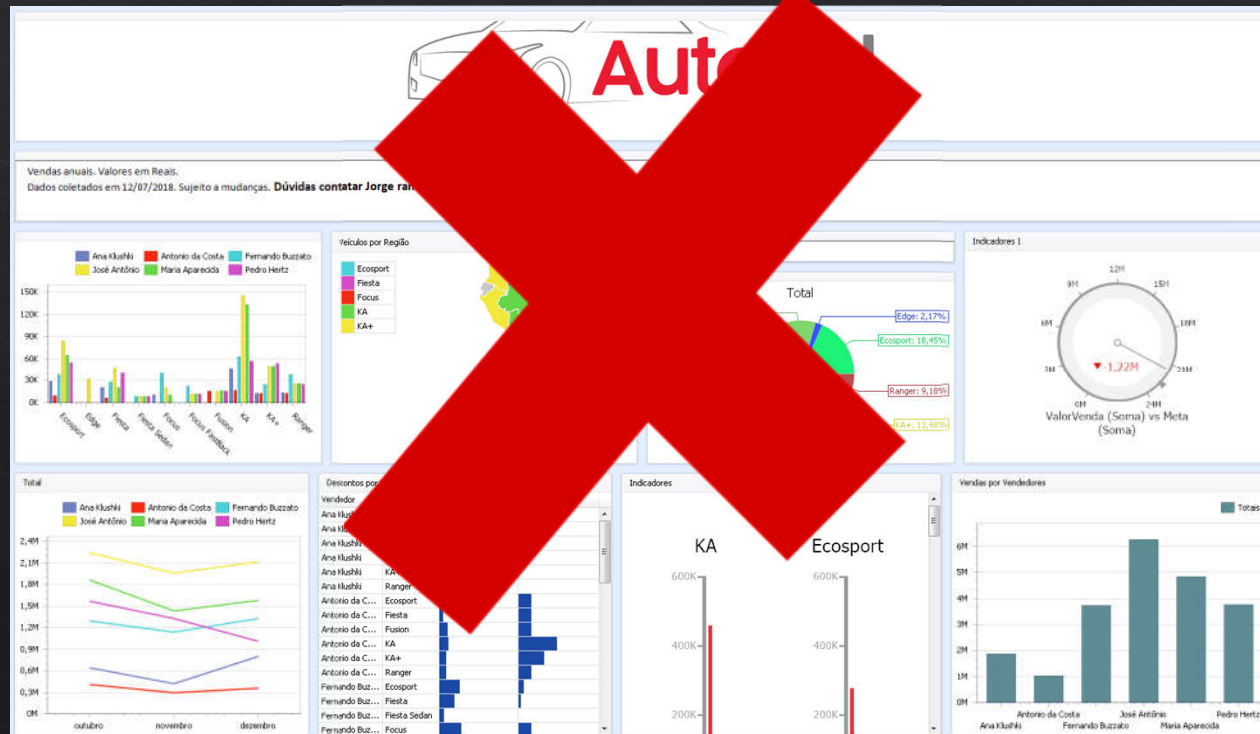 Vendas anuais. Valores em Reais.
Dados coletados em 12/07/2018. Sujeito a mudanças. Dúvidas contatar Jorge
Ana Klushki Antonio da Costa Fernando Buzzato
José Antônio Maria Aparecida Pedro Hertz
150K
120K
90K
60K
30K
0K
Ecosport
Edge
Fiesta
Fiesta Sedan
Focus
Focus FastBack
Fusion
KA
KA+
Ranger
Veículos por Região
Ecosport
Fiesta
Focus
KA
KA+
Total
Edge: 2,17%
Ecosport: 18,45%
Ranger: 9,18%
KA+: 13,48%
Indicadores 1
12M
9M 15M
6M 18M
3M
0M 24M
-1,22M
ValorVenda (Soma) vs Meta
(Soma)
Total
Ana Klushki Antonio da Costa Fernando Buzzato
José Antônio Maria Aparecida Pedro Hertz
2,4M
2,1M
1,8M
1,5M
1,2M
0,9M
0,6M
0,3M
0M
outubro novembro dezembro
Descontos por
Vendedor
Ana Klushki
Ana Klushki
Ana Klushki Ranger
Antonio da C... Ecosport
Antonio da C... Fiesta
Antonio da C... Fusion
Antonio da C... KA
Antonio da C... KA+
Antonio da C... Ranger
Fernando Buz... Ecosport
Fernando Buz... Fiesta
Fernando Buz... Fiesta Sedan
Fernando Buz... Focus
Indicadores
KA Ecosport
600K 600K
400K 400K
200K 200K
Vendas por Vendedores
Totais
6M
5M
4M
3M
2M
1M
0M
Antonio da Costa José Antônio Pedro Hertz
Ana Klushki Fernando Buzzato Maria Aparecida